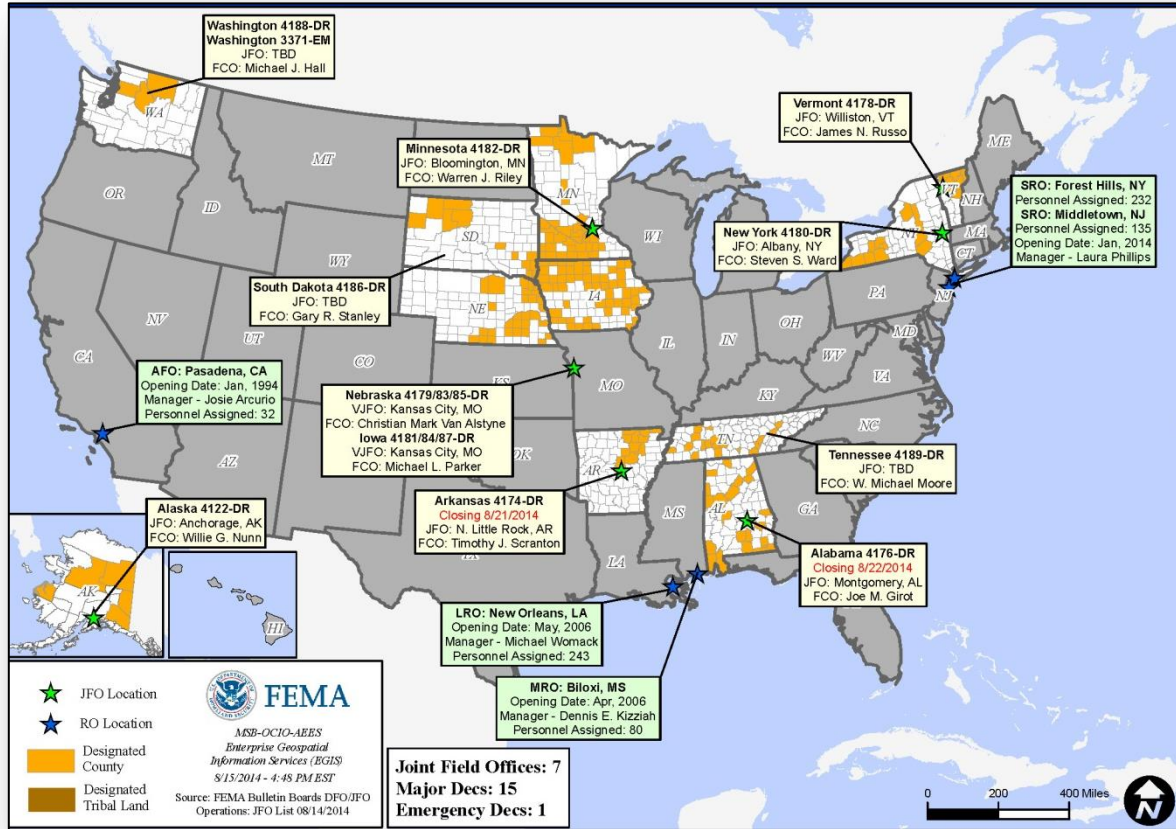 Washington 4188-DR
Washington 3371-EM
JFO: TBD
FCO: Michael J. Hall
Vermont 4178-DR
JFO: Williston, VT
FCO: James N. Russo
Minnesota 4182-DR
JFO: Bloomington, MN
FCO: Warren J. Riley
SRO: Forest Hills, NY
Personnel Assigned: 232
SRO: Middletown, NJ
Personnel Assigned: 135
Opening Date: Jan, 2014
Manager - Laura Phillips
New York 4180-DR
JFO: Albany, NY
FCO: Steven S. Ward
South Dakota 4186-DR
JFO: TBD
FCO: Gary R. Stanley
AFO: Pasadena, CA
Opening Date: Jan, 1994
Manager - Josie Arcurio
Personnel Assigned: 32
Nebraska 4179/83/85-DR
VJFO: Kansas City, MO
FCO: Christian Mark Van Alstyne
Iowa 4181/84/87-DR
VJFO: Kansas City, MO
FCO: Michael L. Parker
Tennessee 4189-DR
JFO: TBD
FCO: W. Michael Moore
Arkansas 4174-DR
Closing 8/21/2014
JFO: N. Little Rock, AR
FCO: Timothy J. Scranton
Alaska 4122-DR
JFO: Anchorage, AK
FCO: Willie G. Nunn
Alabama 4176-DR
Closing 8/22/2014
JFO: Montgomery, AL
FCO: Joe M. Girot
LRO: New Orleans, LA
Opening Date: May, 2006
Manager - Michael Womack
Personnel Assigned: 243
MRO: Biloxi, MS
Opening Date: Apr, 2006
Manager - Dennis E. Kizziah
Personnel Assigned: 80
WA
MT
ME
OR
ID
MN
VT
NH
WI
MA
CT
SD
WY
IA
PA
NJ
NE
NV
UT
CO
IL
IN
OH
MD
WV
VA
CA
MO
KY
NC
AZ
OK
TN
AR
MS
AL
GA
LA
AK
HI
JFO Location
RO Location
Designated
County
Designated
Tribal Land
FEMA
MSB-OCIO-AEES
Enterprise Geospatial
Information Services (EGIS)
8/15/2014 - 4:48 PM EST
Source: FEMA Bulletin Boards DFO/JFO
Operations: JFO List 08/14/2014
Joint Field Offices: 7
Major Decs: 15
Emergency Decs: 1
0 200 400 Miles
N